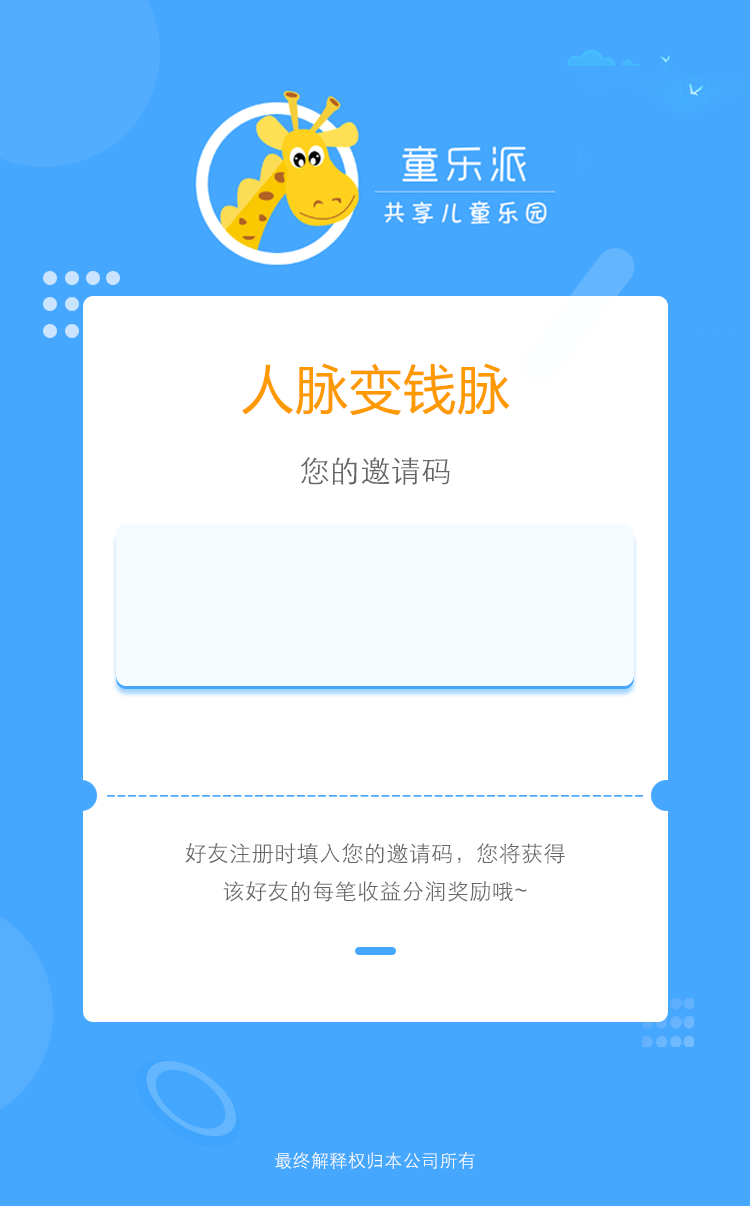 童乐派
共享儿童乐园
人脉变钱脉
您的邀请码
好友注册时填入您的邀请码，您将获得
该好友的每笔收益分润奖励哦~
最终解释权归本公司所有